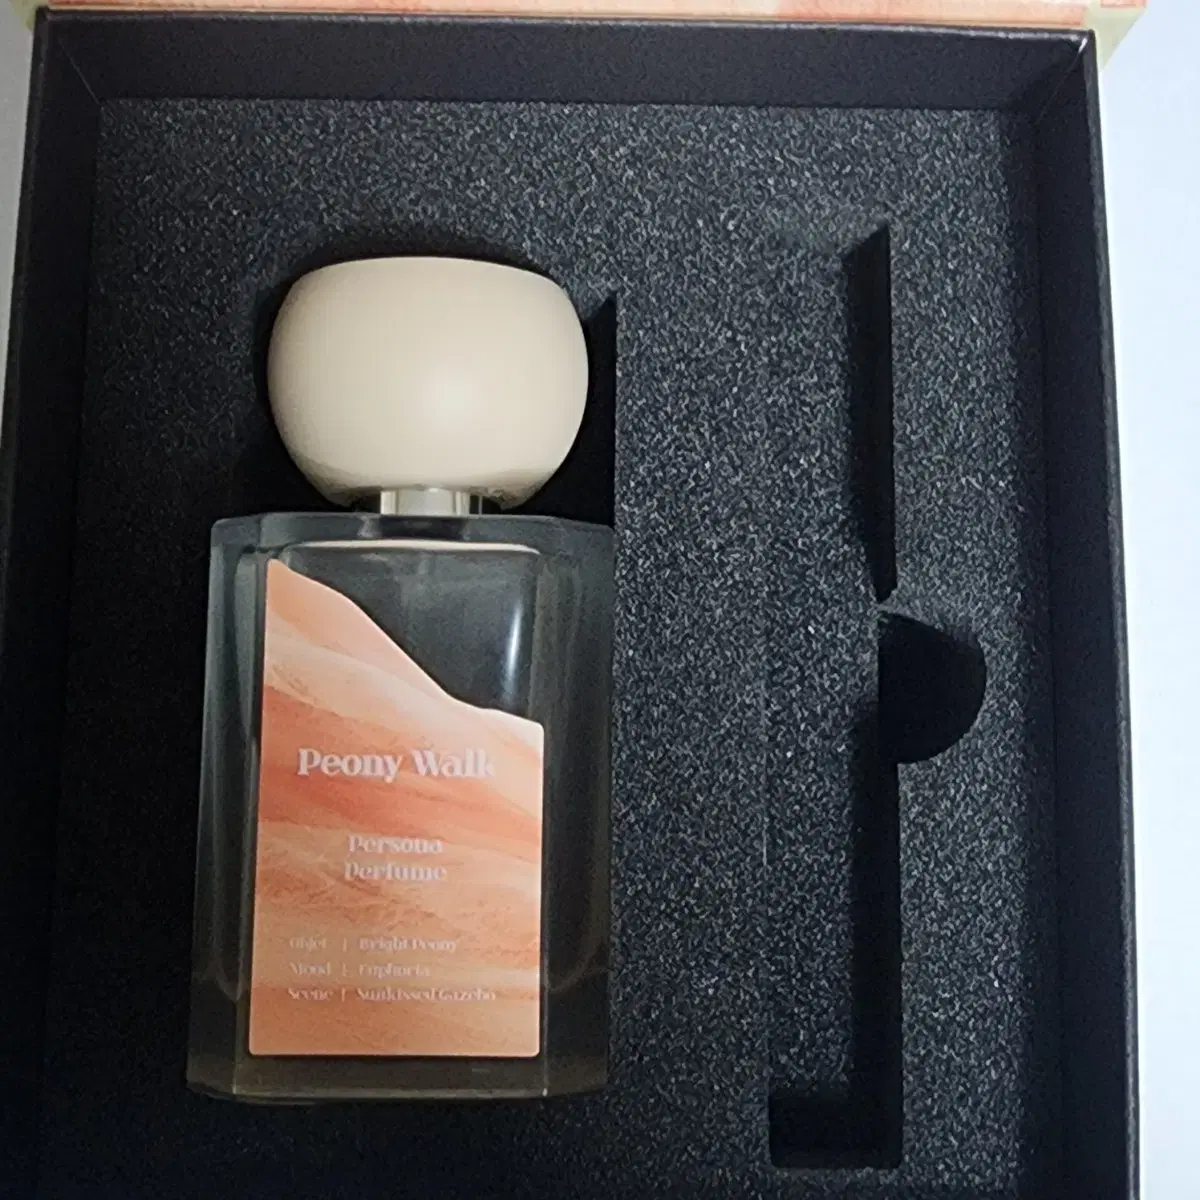 Peony Walk
Persona
Perfume
Objet | Bright Peony
Mood | Euphoria
Scene | Sunkissed Gazebo